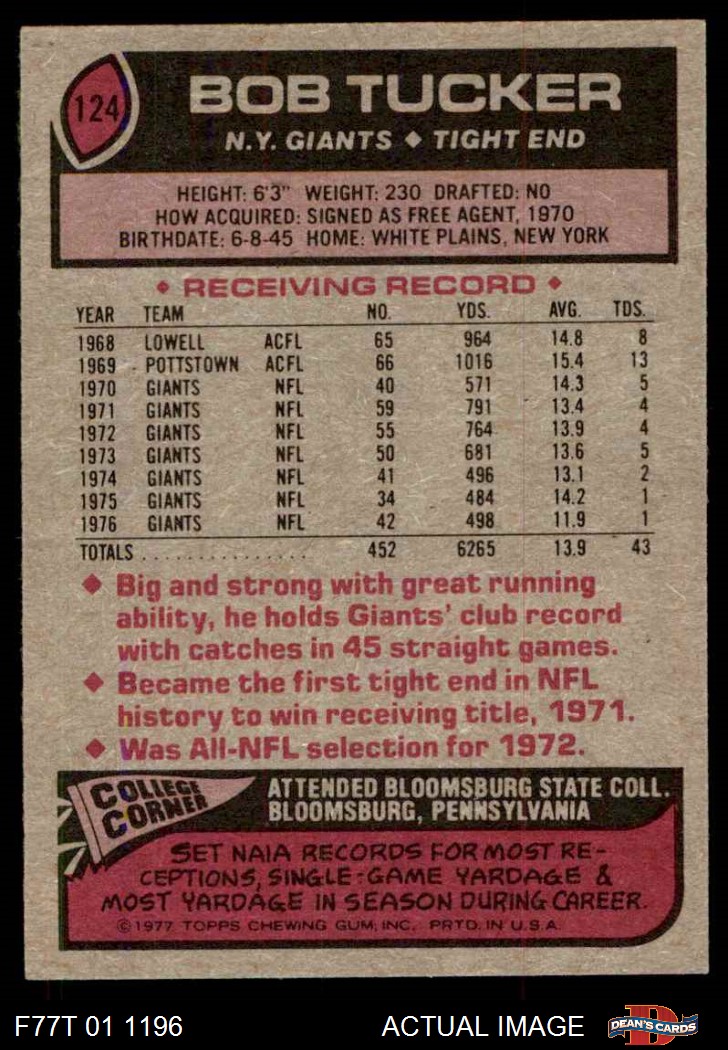 124
BOB TUCKER
N.Y. GIANTS ◆ TIGHT END
HEIGHT: 6'3" WEIGHT: 230 DRAFTED: NO
HOW ACQUIRED: SIGNED AS FREE AGENT, 1970
BIRTHDATE: 6-8-45 HOME: WHITE PLAINS, NEW YORK
◆ RECEIVING RECORD ◆
YEAR TEAM NO. YDS. AVG. TDS.
1968 LOWELL ACFL 65 964 14.8 8
1969 POTTSTOWN ACFL 66 1016 15.4 13
1970 GIANTS NFL 40 571 14.3 5
1971 GIANTS NFL 59 791 13.4 4
1972 GIANTS NFL 55 764 13.9 4
1973 GIANTS NFL 50 681 13.6 5
1974 GIANTS NFL 41 496 13.1 2
1975 GIANTS NFL 34 484 14.2 1
1976 GIANTS NFL 42 498 11.9 1
TOTALS . . . . . . . . . . . . . . . . 452 6265 13.9 43
◆ Big and strong with great running
ability, he holds Giants' club record
with catches in 45 straight games.
◆ Became the first tight end in NFL
history to win receiving title, 1971.
◆ Was All-NFL selection for 1972.
COLLEGE
CORNER
ATTENDED BLOOMSBURG STATE COLL.
BLOOMSBURG, PENNSYLVANIA
SET NAIA RECORDS FOR MOST RE-
CEPTIONS, SINGLE-GAME YARDAGE &
MOST YARDAGE IN SEASON DURING CAREER.
© 1977 TOPPS CHEWING GUM, INC. PRTD. IN U.S.A.
F77T 01 1196 ACTUAL IMAGE D DEAN'S CARDS